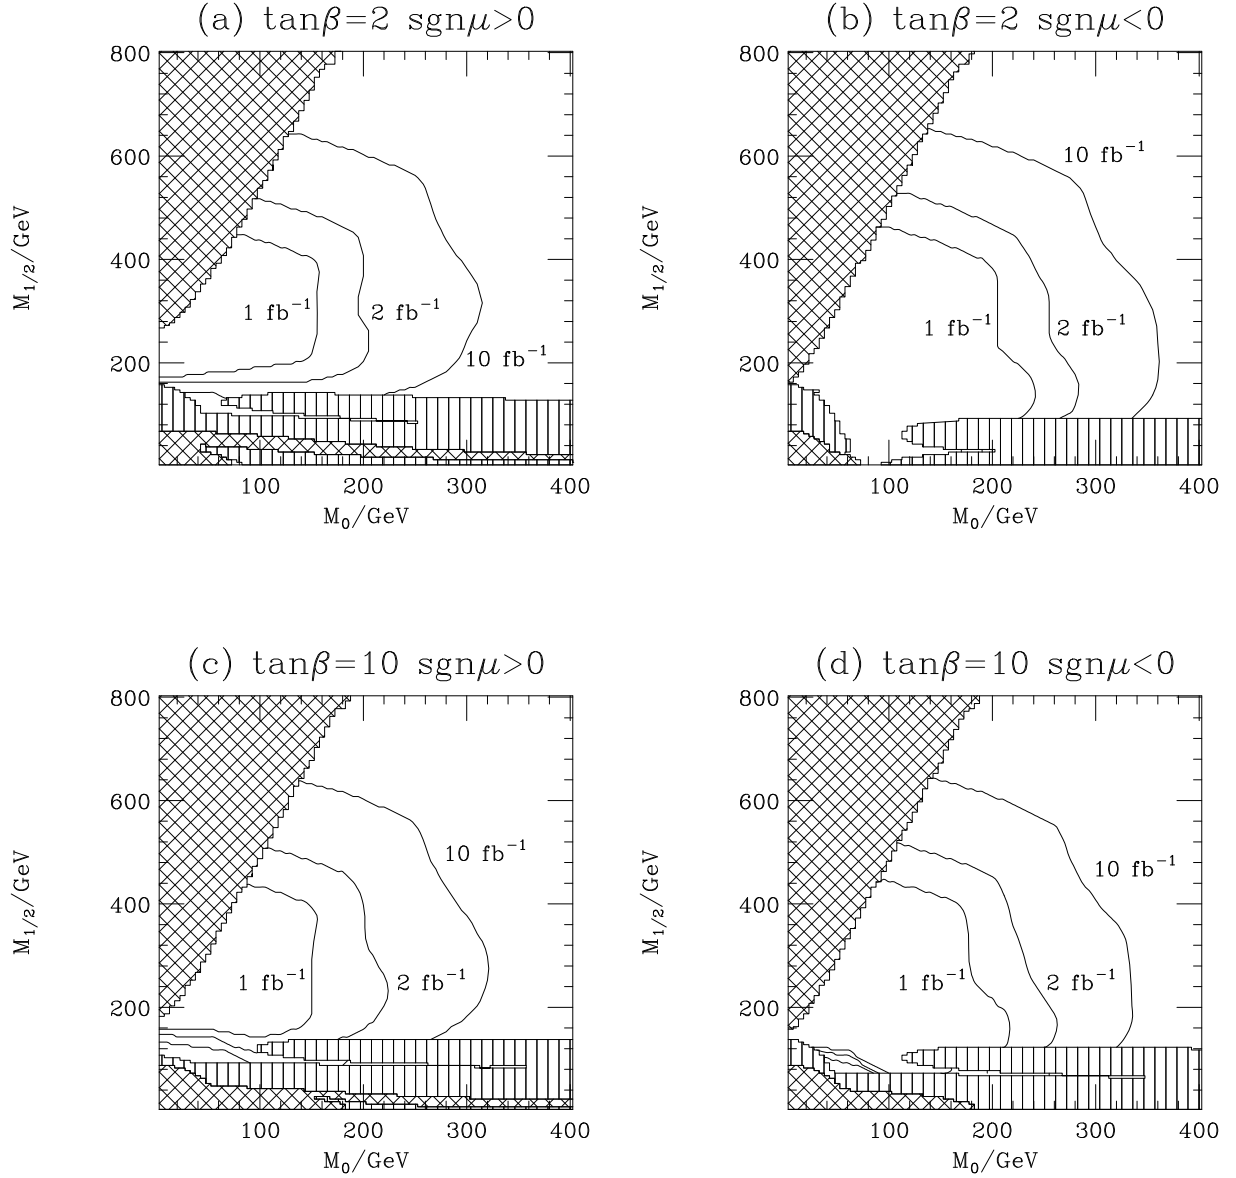 (a) tanβ=2 sgnμ>0
800
600
400
200
M1/2/GeV
1 fb⁻¹
2 fb⁻¹
10 fb⁻¹
100 200 300 400
M0/GeV
(b) tanβ=2 sgnμ<0
800
600
400
200
M1/2/GeV
10 fb⁻¹
1 fb⁻¹
2 fb⁻¹
100 200 300 400
M0/GeV
(c) tanβ=10 sgnμ>0
800
600
400
200
M1/2/GeV
10 fb⁻¹
1 fb⁻¹
2 fb⁻¹
100 200 300 400
M0/GeV
(d) tanβ=10 sgnμ<0
800
600
400
200
M1/2/GeV
10 fb⁻¹
1 fb⁻¹
2 fb⁻¹
100 200 300 400
M0/GeV